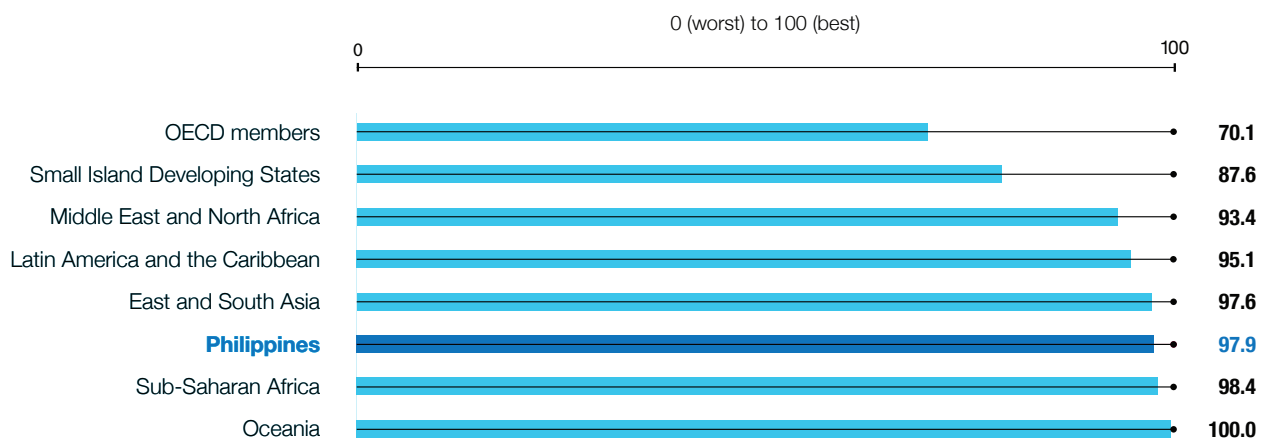 0 (worst) to 100 (best)
0 100
OECD members 70.1
Small Island Developing States 87.6
Middle East and North Africa 93.4
Latin America and the Caribbean 95.1
East and South Asia 97.6
Philippines 97.9
Sub-Saharan Africa 98.4
Oceania 100.0